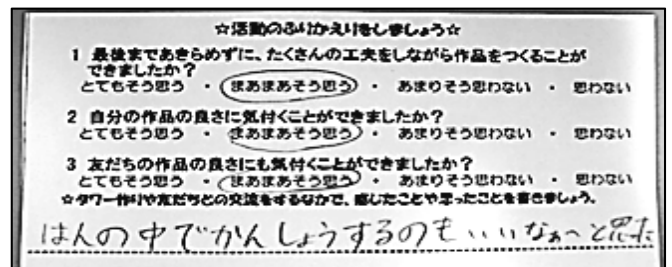 ☆活動のふりかえりをしましょう☆
1 最後まであきらめずに、たくさんの工夫をしながら作品をつくることが
できましたか？
とてもそう思う ・ まあまあそう思う ・ あまりそう思わない ・ 思わない
2 自分の作品の良さに気付くことができましたか？
とてもそう思う ・ まあまあそう思う ・ あまりそう思わない ・ 思わない
3 友だちの作品の良さにも気付くことができましたか？
とてもそう思う ・ まあまあそう思う ・ あまりそう思わない ・ 思わない
☆タワー作りや友だちとの交流をするなかで、感じたことや思ったことを書きましょう。
はんの中でかんしょうするのもいいなぁ〜と思った